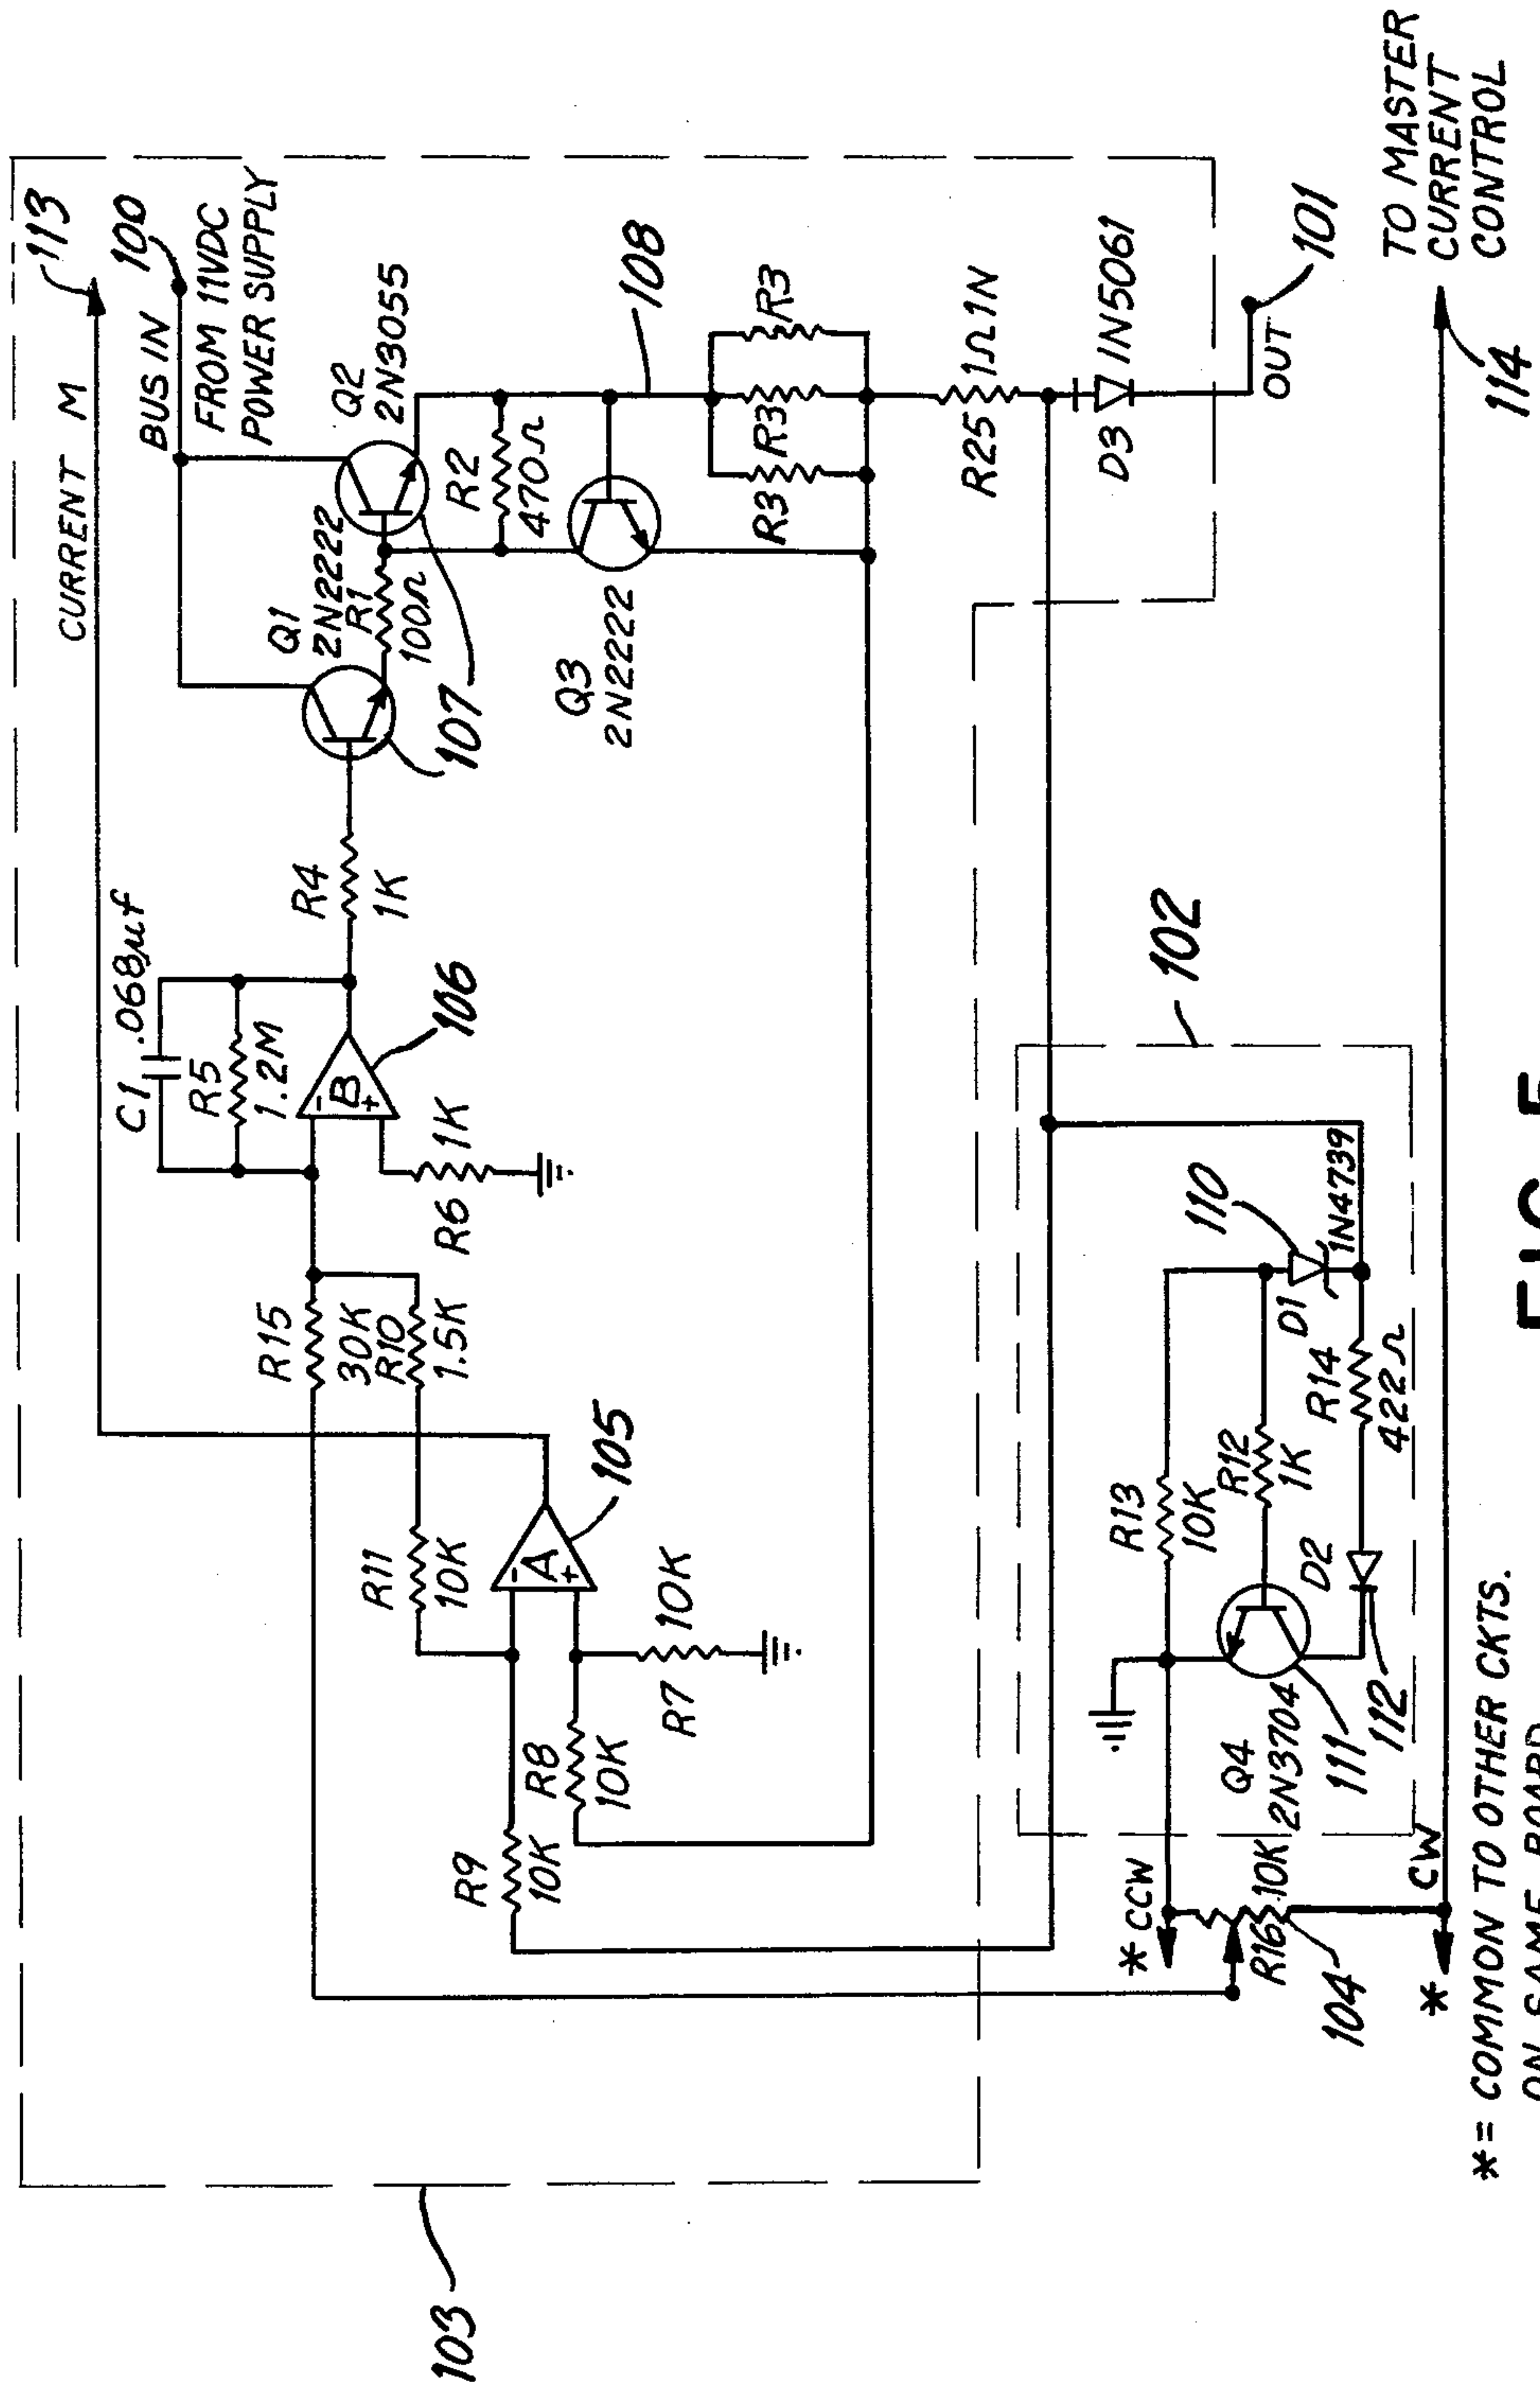 113
CURRENT M
100
BUS IN
FROM 11VDC
POWER SUPPLY
C1 .068µf
R5
1.2M
R4
1K
Q1
2N2222
R1
100Ω
Q2
2N3055
107
R2
470Ω
108
Q3
2N2222
R3
R3
R3
R25
1Ω1N
D3
1N5061
OUT
101
B
-
+
106
R6
1K
R15
30K
R10
1.5K
R11
10K
A
-
+
105
R7
10K
R8
10K
R9
10K
103
102
110
D1
1N4739
R14
422Ω
R13
10K
R12
1K
D2
Q4
2N3704
111
112
* CCW
R16
10K
104
CW
*
TO MASTER
CURRENT
CONTROL
114
* = COMMON TO OTHER CKTS.
ON SAME BOARD